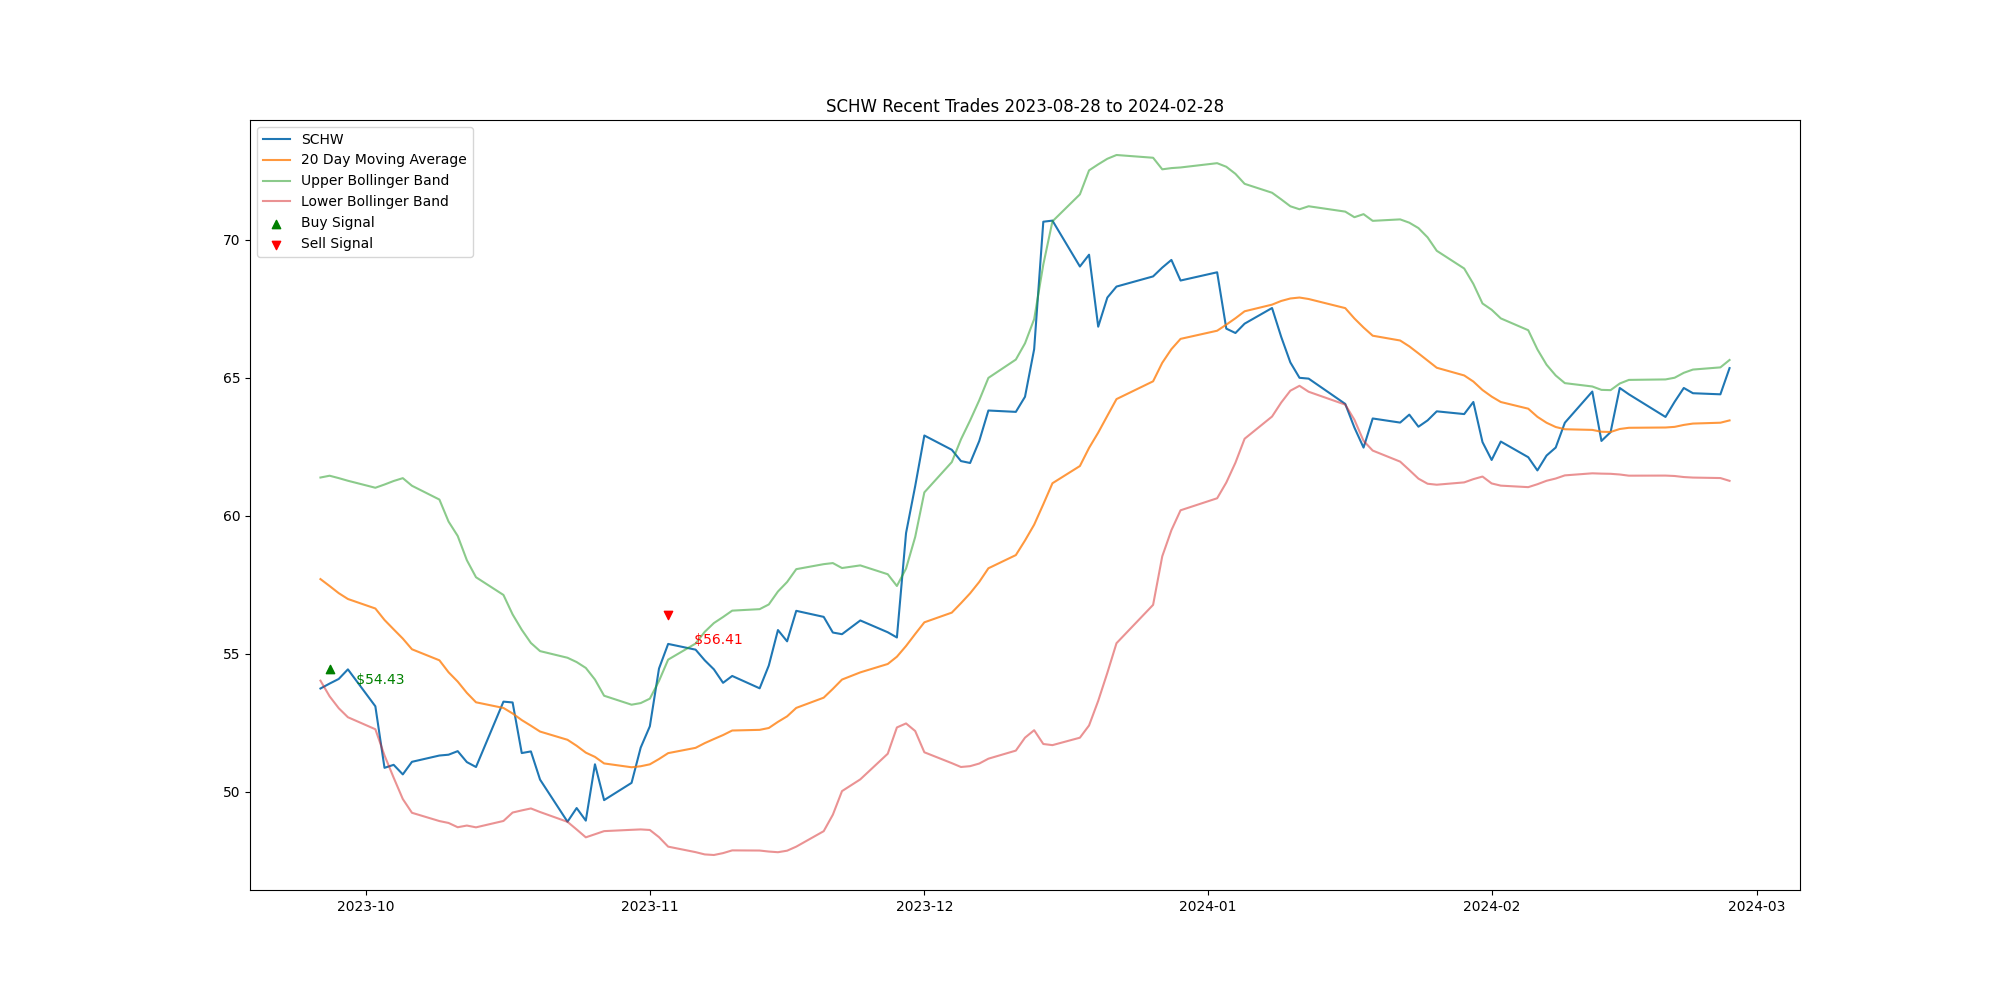 SCHW Recent Trades 2023-08-28 to 2024-02-28
SCHW
20 Day Moving Average
Upper Bollinger Band
Lower Bollinger Band
Buy Signal
Sell Signal
70
65
60
55
50
$56.41
$54.43
2023-10
2023-11
2023-12
2024-01
2024-02
2024-03